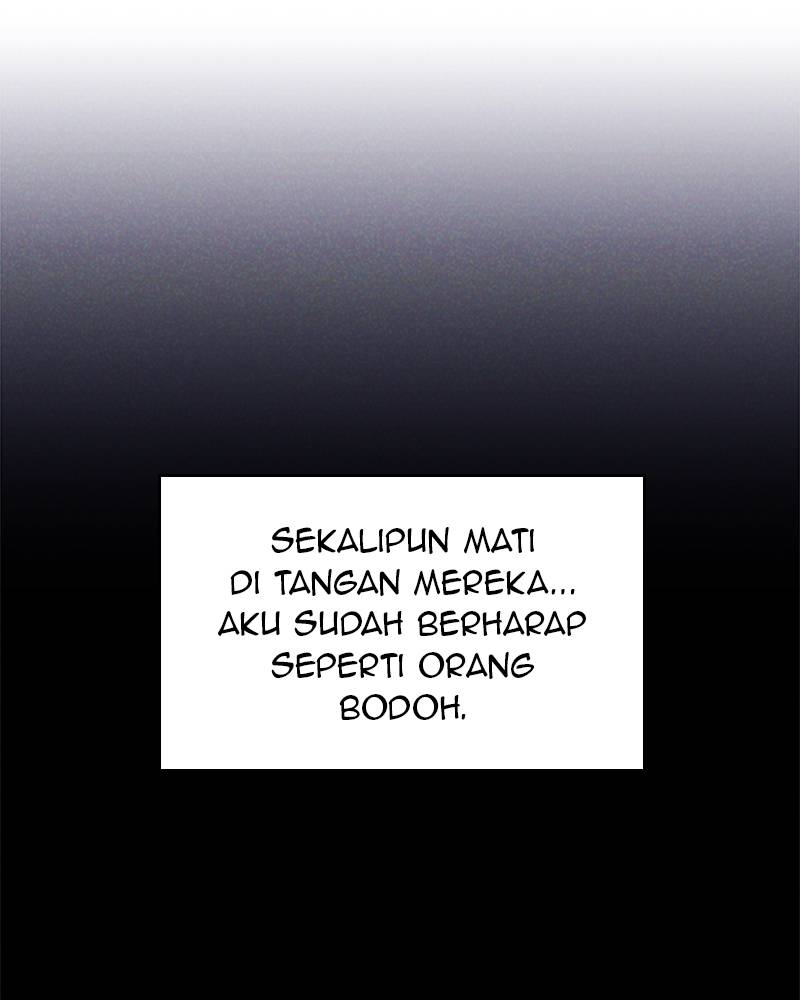 SEKALIPUN MATI
DI TANGAN MEREKA...
AKU SUDAH BERHARAP
SEPERTI ORANG
BODOH.